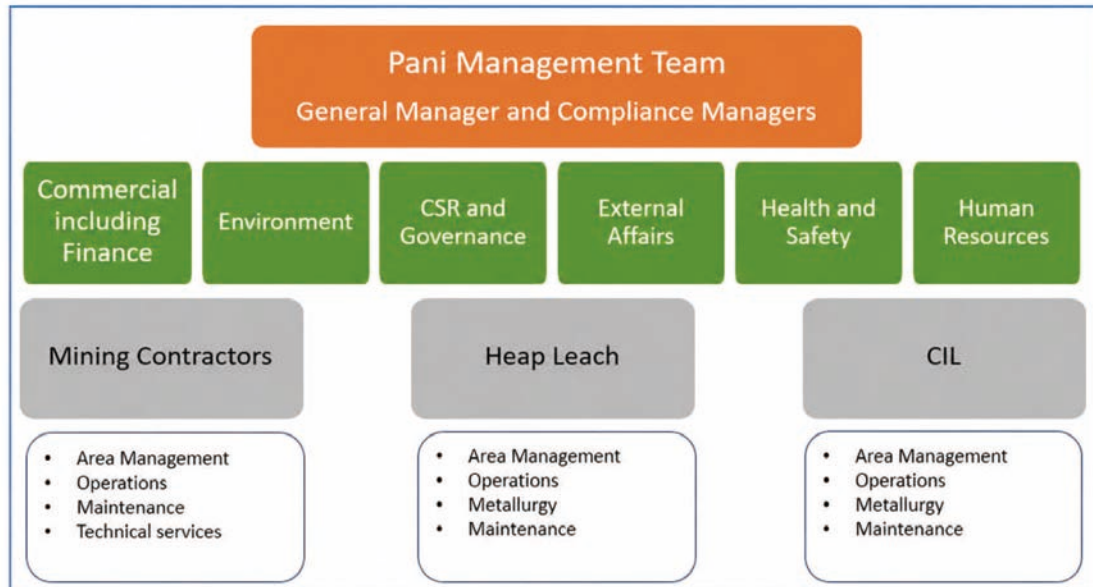 Pani Management Team
General Manager and Compliance Managers
Commercial
including
Finance
Environment
CSR and
Governance
External
Affairs
Health and
Safety
Human
Resources
Mining Contractors
Heap Leach
CIL
• Area Management
• Operations
• Maintenance
• Technical services
• Area Management
• Operations
• Metallurgy
• Maintenance
• Area Management
• Operations
• Metallurgy
• Maintenance